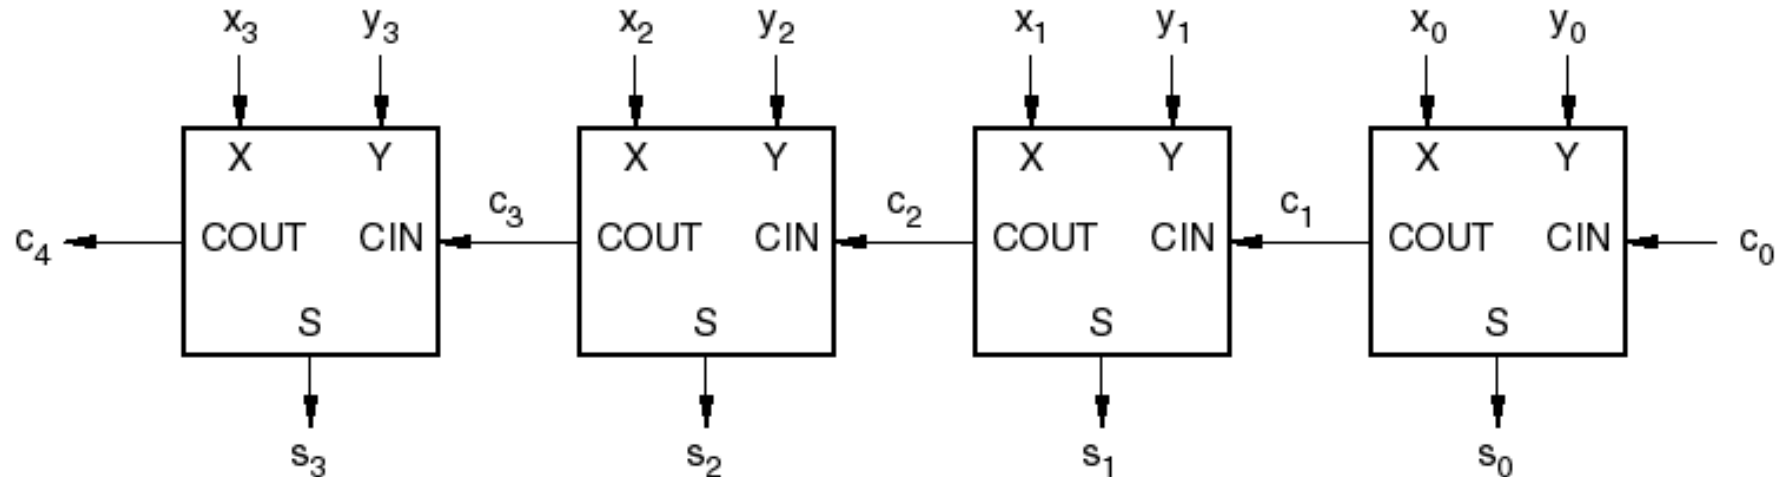 x₃ y₃ x₂ y₂ x₁ y₁ x₀ y₀
X Y X Y X Y X Y
c₃ c₂ c₁
c₄ COUT CIN COUT CIN COUT CIN COUT CIN c₀
S S S S
s₃ s₂ s₁ s₀